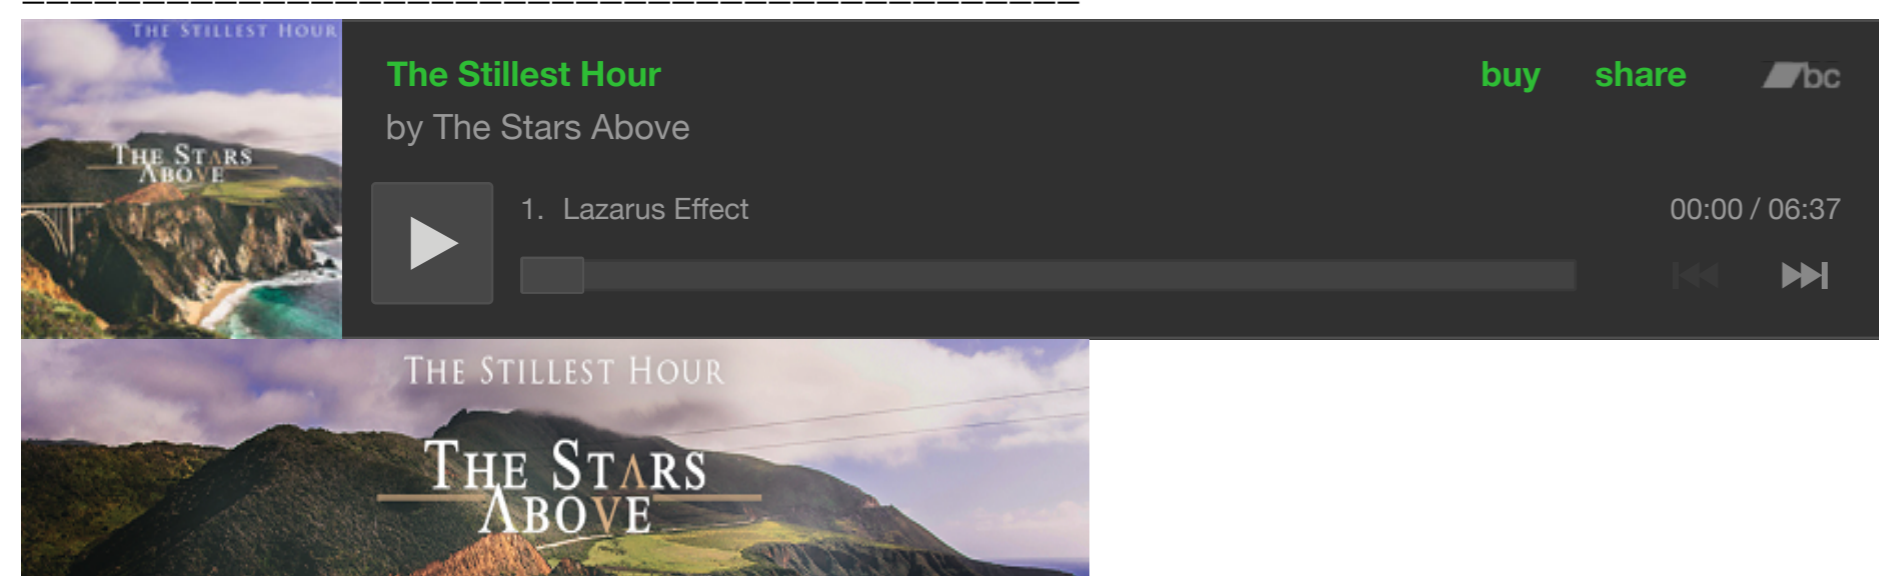 THE STILLEST HOUR
THE STARS
ABOVE
The Stillest Hour
buy share bc
by The Stars Above
1. Lazarus Effect
00:00 / 06:37
THE STILLEST HOUR
THE STARS
ABOVE